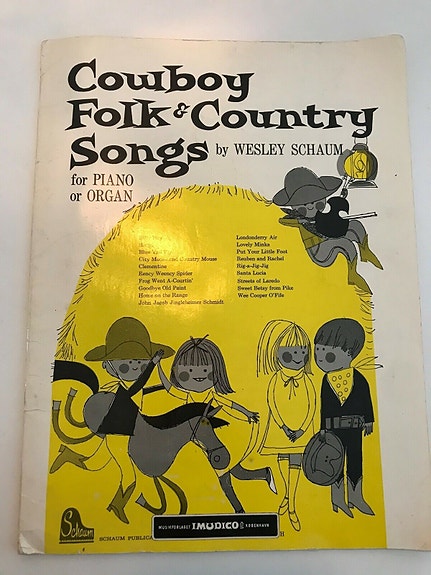 Cowboy
Folk & Country
Songs by WESLEY SCHAUM
for PIANO
or ORGAN
City Mouse and Country Mouse
Clementine
Eency Weency Spider
Frog Went A-Courtin'
Goodbye Old Paint
Home on the Range
John Jacob Jingleheimer Schmidt
Londonderry Air
Lovely Minka
Put Your Little Foot
Reuben and Rachel
Rig-a-Jig-Jig
Santa Lucia
Streets of Laredo
Sweet Betsy from Pike
Wee Cooper O'Fife
Schaum
SCHAUM PUBLICA
MUSIKFORLAGET IMUDICO KØBENHAVN